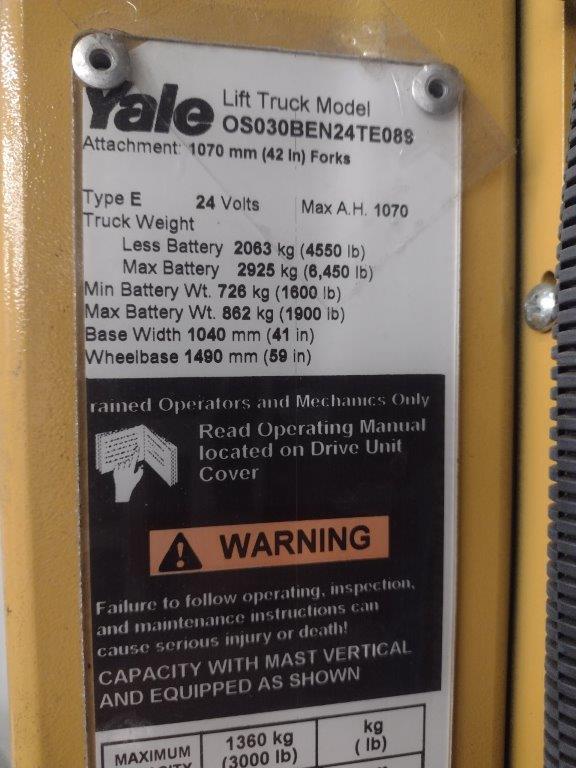 Yale Lift Truck Model
OS030BEN24TE088
Attachment: 1070 mm (42 In) Forks
Type E 24 Volts Max A.H. 1070
Truck Weight
Less Battery 2063 kg (4550 lb)
Max Battery 2925 kg (6,450 lb)
Min Battery Wt. 726 kg (1600 lb)
Max Battery Wt. 862 kg (1900 lb)
Base Width 1040 mm (41 in)
Wheelbase 1490 mm (59 in)
rained Operators and Mechanics Only
Read Operating Manual
located on Drive Unit
Cover
WARNING
Failure to follow operating, inspection,
and maintenance instructions can
cause serious injury or death!
CAPACITY WITH MAST VERTICAL
AND EQUIPPED AS SHOWN
MAXIMUM 1360 kg kg
(3000 lb) ( lb)